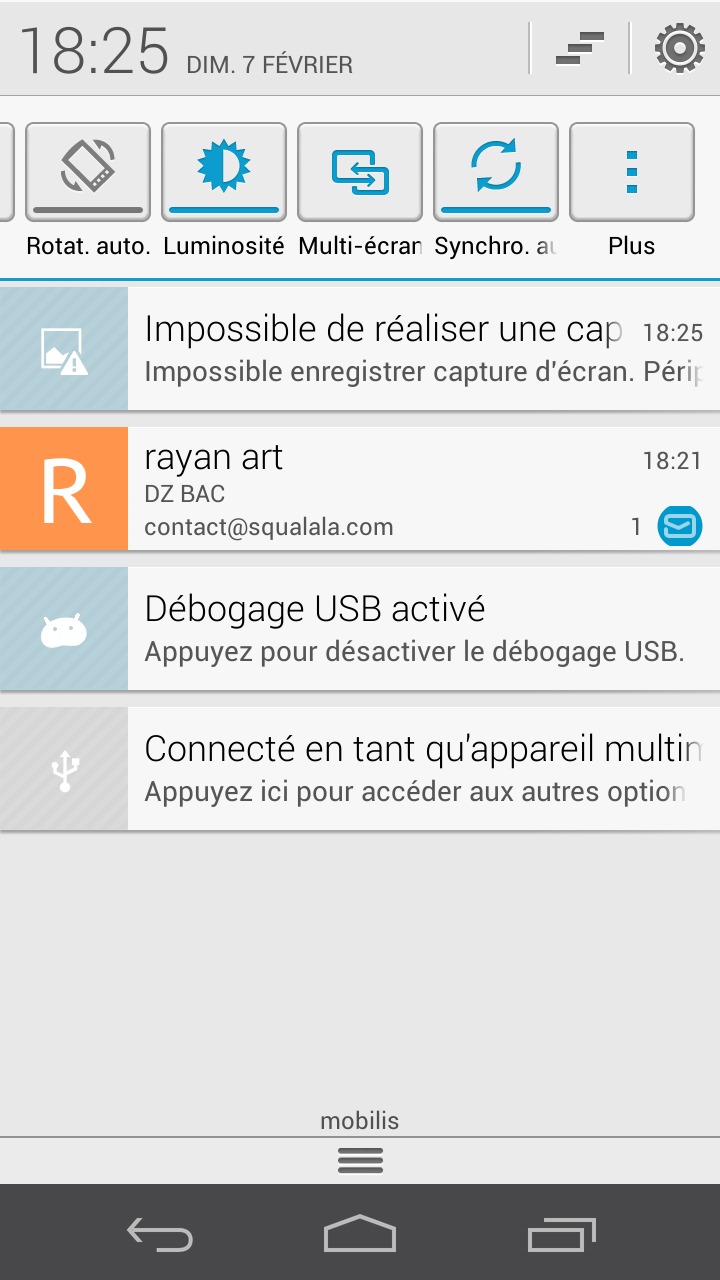 18:25 DIM. 7 FÉVRIER
Rotat. auto. Luminosité Multi-écran Synchro. au Plus
Impossible de réaliser une cap 18:25
Impossible enregistrer capture d'écran. Périp
R
rayan art 18:21
DZ BAC
contact@squalala.com 1
Débogage USB activé
Appuyez pour désactiver le débogage USB.
Connecté en tant qu'appareil multim
Appuyez ici pour accéder aux autres option
mobilis